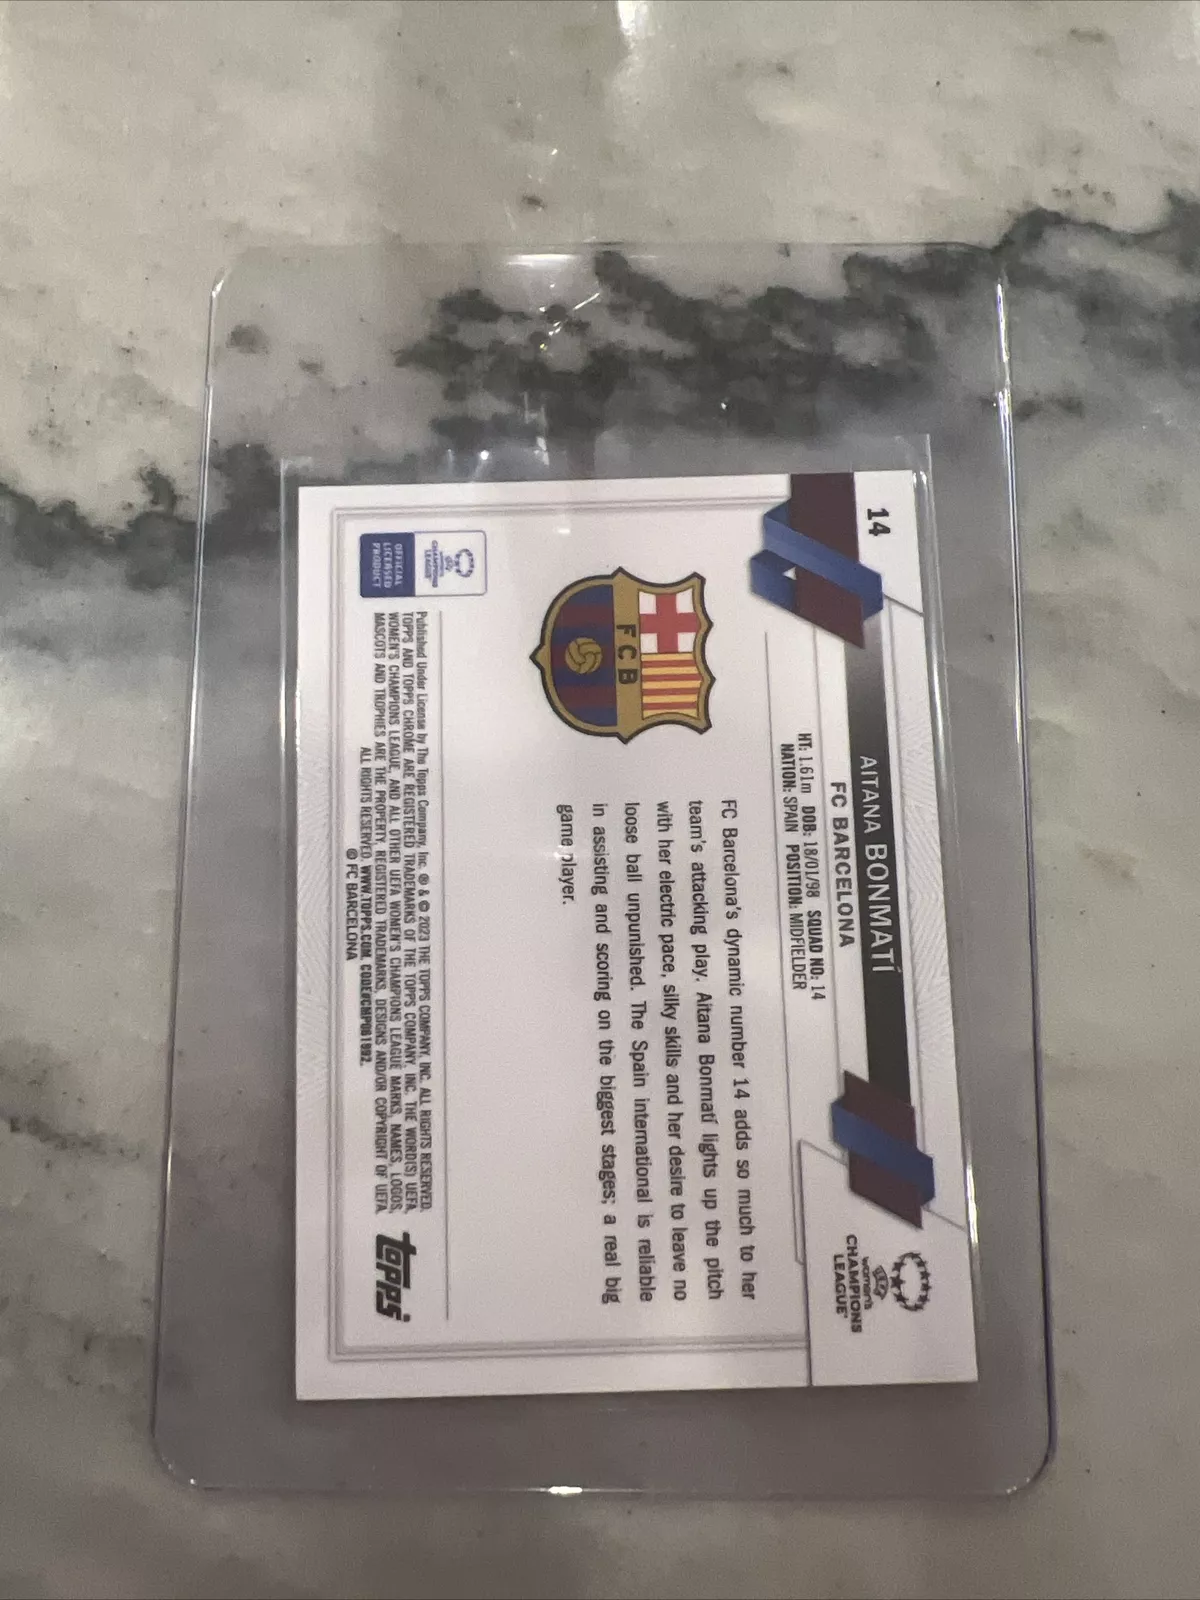 14
AITANA BONMATÍ
FC BARCELONA
HT: 1.61m DOB: 18/01/98 SQUAD NO: 14
NATION: SPAIN POSITION: MIDFIELDER
UEFA
women's
CHAMPIONS
LEAGUE
FC Barcelona's dynamic number 14 adds so much to her
team's attacking play. Aitana Bonmatí lights up the pitch
with her electric pace, silky skills and her desire to leave no
loose ball unpunished. The Spain international is reliable
in assisting and scoring on the biggest stages; a real big
game player.
FCB
CHAMPIONS
LEAGUE
OFFICIAL
LICENSED
PRODUCT
Published Under License by The Topps Company, Inc. ® & © 2023 THE TOPPS COMPANY, INC. ALL RIGHTS RESERVED.
TOPPS AND TOPPS CHROME ARE REGISTERED TRADEMARKS OF THE TOPPS COMPANY, INC. THE WORD(S) UEFA
WOMEN'S CHAMPIONS LEAGUE, AND ALL OTHER UEFA WOMEN'S CHAMPIONS LEAGUE MARKS, NAMES, LOGOS,
MASCOTS AND TROPHIES ARE THE PROPERTY, REGISTERED TRADEMARKS, DESIGNS AND/OR COPYRIGHT OF UEFA.
ALL RIGHTS RESERVED. WWW.TOPPS.COM. CODE#CMP061992.
© FC BARCELONA
topps